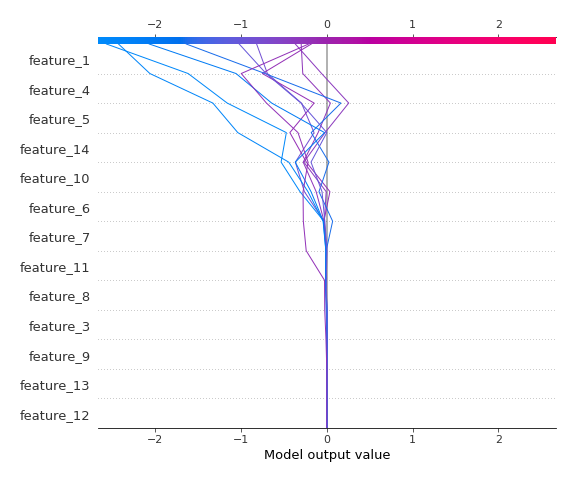 −2 −1 0 1 2
feature_1
feature_4
feature_5
feature_14
feature_10
feature_6
feature_7
feature_11
feature_8
feature_3
feature_9
feature_13
feature_12
−2 −1 0 1 2
Model output value